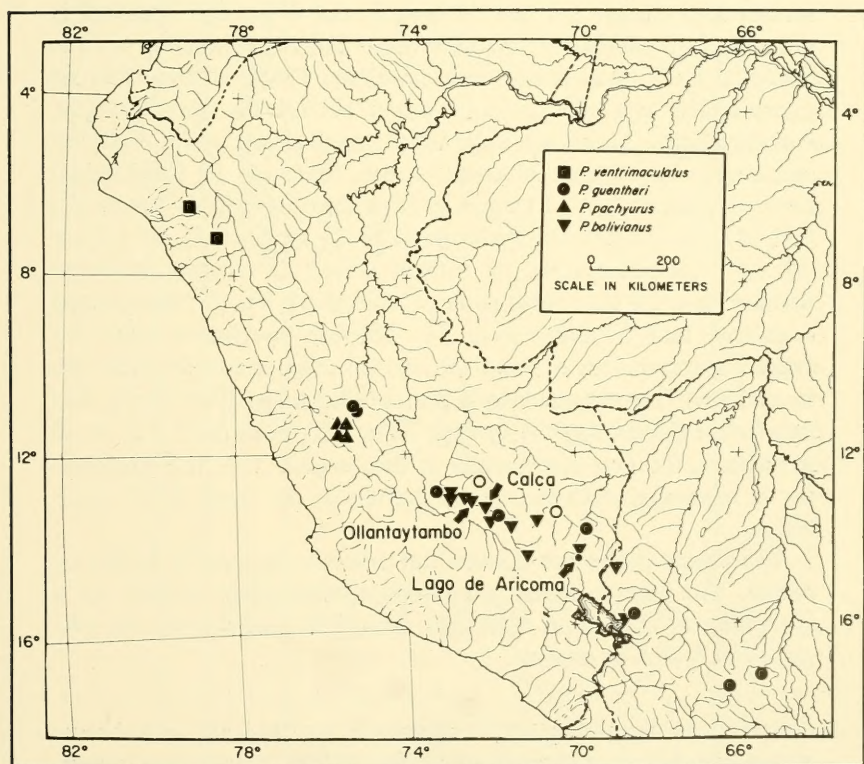 82° 78° 74° 70° 66°
4° 4°
P. ventrimaculatus
P. guentheri
P. pachyurus
P. bolivianus
0 200
SCALE IN KILOMETERS
8° 8°
12° 12°
Calca
Ollantaytambo
Lago de Aricoma
16° 16°
82° 78° 74° 70° 66°